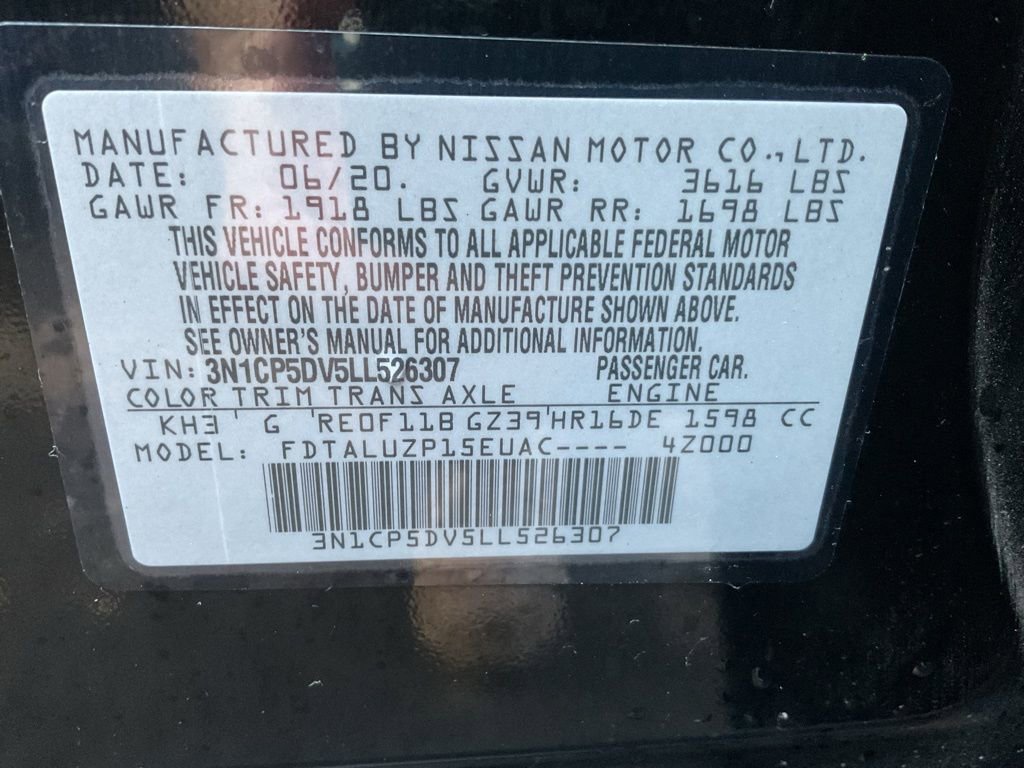 MANUFACTURED BY NISSAN MOTOR CO., LTD.
DATE: 06/20. GVWR: 3616 LBS
GAWR FR: 1918 LBS GAWR RR: 1698 LBS
THIS VEHICLE CONFORMS TO ALL APPLICABLE FEDERAL MOTOR
VEHICLE SAFETY, BUMPER AND THEFT PREVENTION STANDARDS
IN EFFECT ON THE DATE OF MANUFACTURE SHOWN ABOVE.
SEE OWNER'S MANUAL FOR ADDITIONAL INFORMATION.
VIN: 3N1CP5DV5LL526307 PASSENGER CAR.
COLOR TRIM TRANS AXLE ENGINE
KH3 ' G 'RE0F11B GZ39'HR16DE 1598 CC
MODEL: FDTALUZP15EUAC---- 4Z000
3N1CP5DV5LL526307